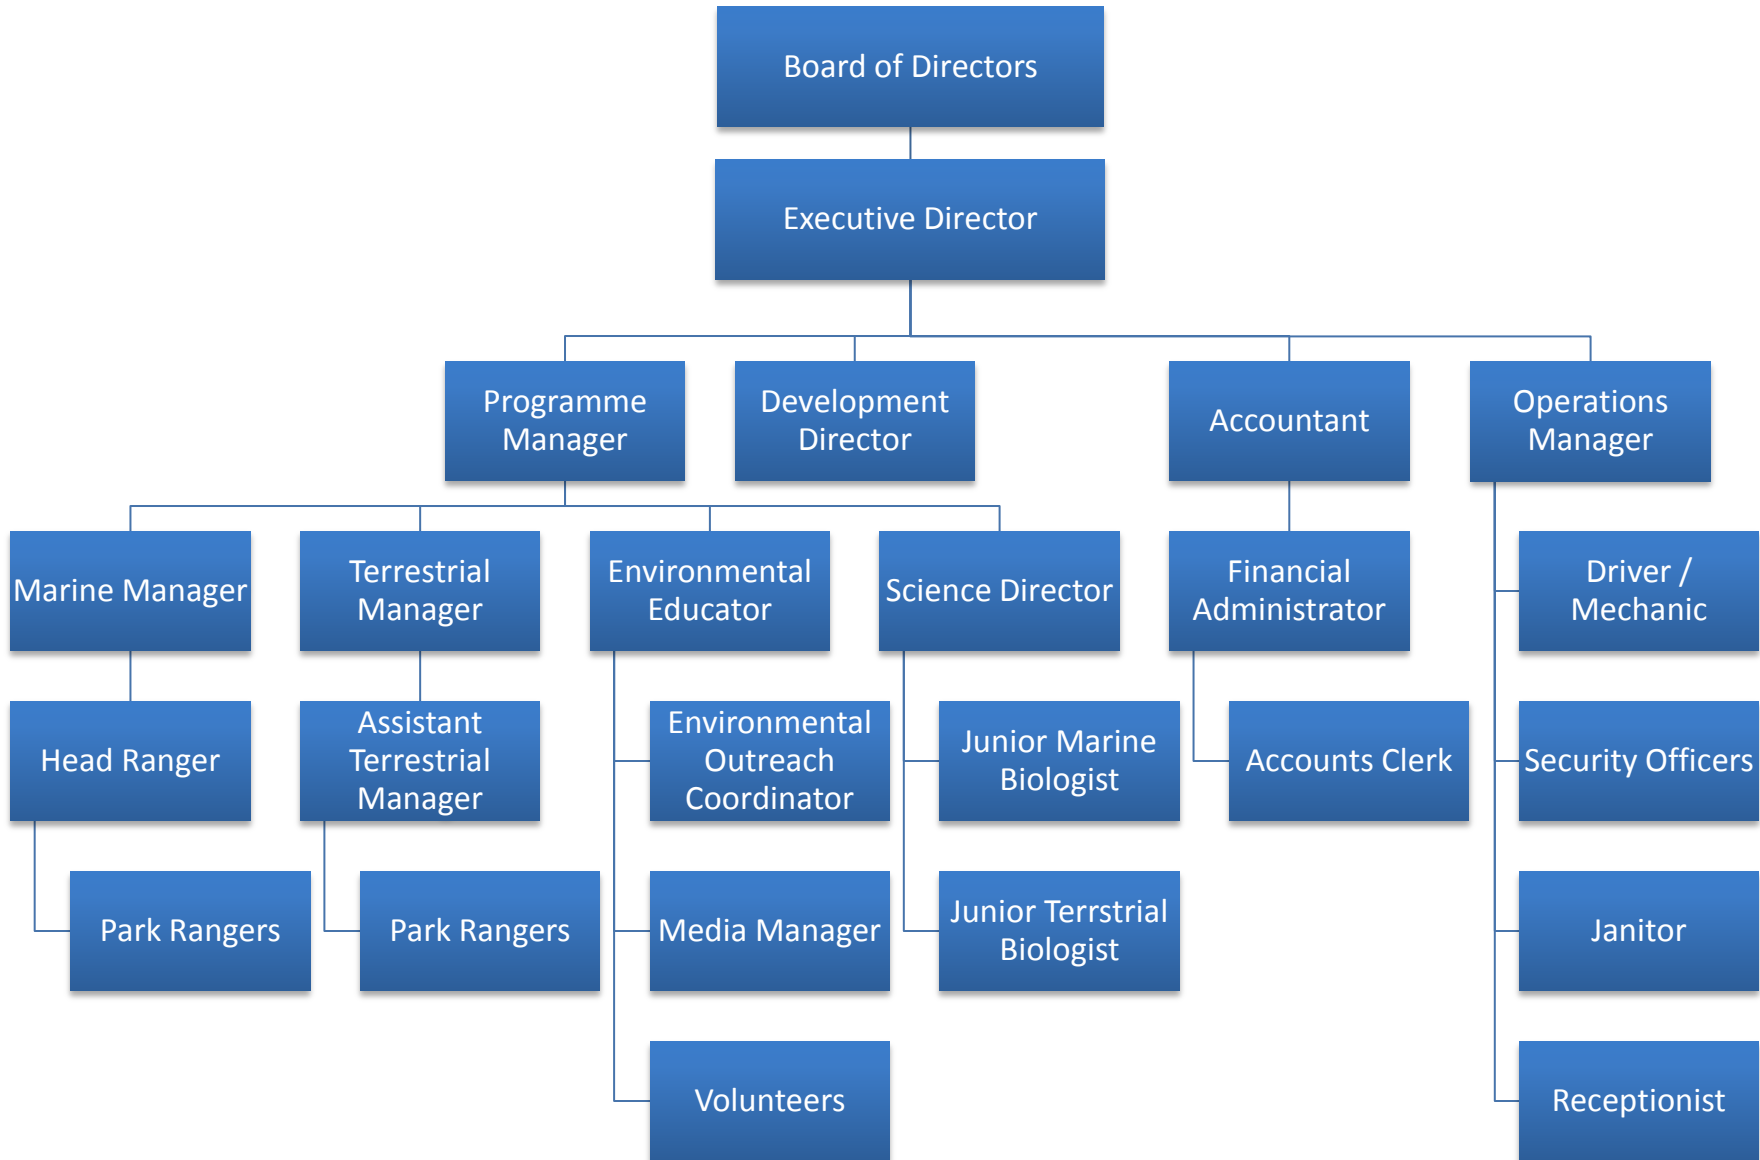 Board of Directors
Executive Director
Programme
Manager
Development
Director
Accountant
Operations
Manager
Marine Manager
Terrestrial
Manager
Environmental
Educator
Science Director
Financial
Administrator
Driver /
Mechanic
Head Ranger
Assistant
Terrestrial
Manager
Environmental
Outreach
Coordinator
Junior Marine
Biologist
Accounts Clerk
Security Officers
Park Rangers
Park Rangers
Media Manager
Junior Terrstrial
Biologist
Janitor
Volunteers
Receptionist